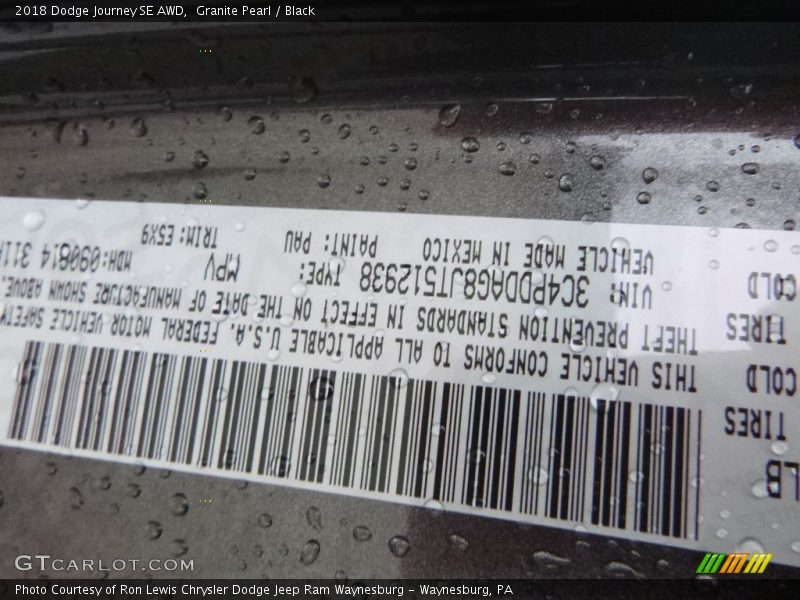 2018 Dodge Journey SE AWD,  Granite Pearl / Black
LB
TIRES
COLD
TIRES
COLD
THIS VEHICLE CONFORMS TO ALL APPLICABLE U.S.A. FEDERAL MOTOR VEHICLE SAFETY
THEFT PREVENTION STANDARDS IN EFFECT ON THE DATE OF MANUFACTURE SHOWN ABOVE.
VIN: 3C4PDDAG8JT512938 TYPE: MPV MDH:090814
VEHICLE MADE IN MEXICO PAINT: PAU TRIM:E5X9
GTCARLOT.COM
Photo Courtesy of Ron Lewis Chrysler Dodge Jeep Ram Waynesburg – Waynesburg, PA